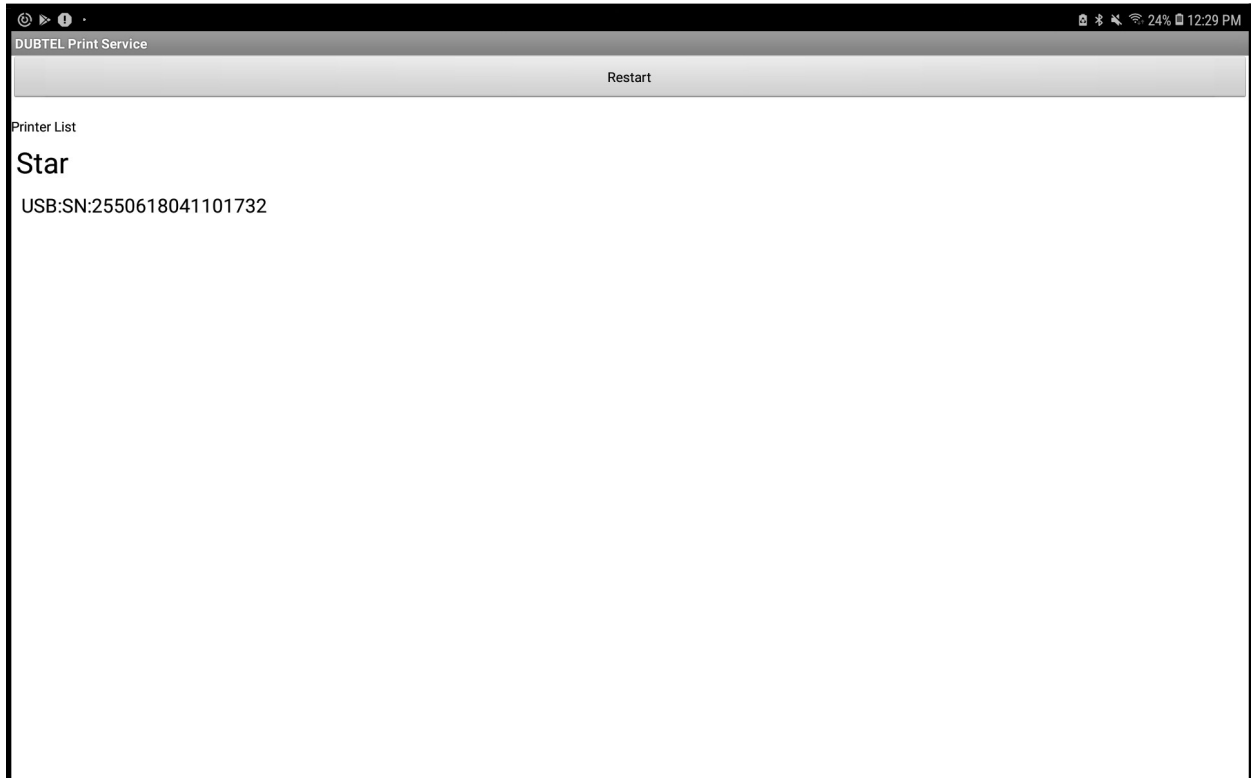 24% 12:29 PM
DUBTEL Print Service
Restart
Printer List
Star
USB:SN:2550618041101732